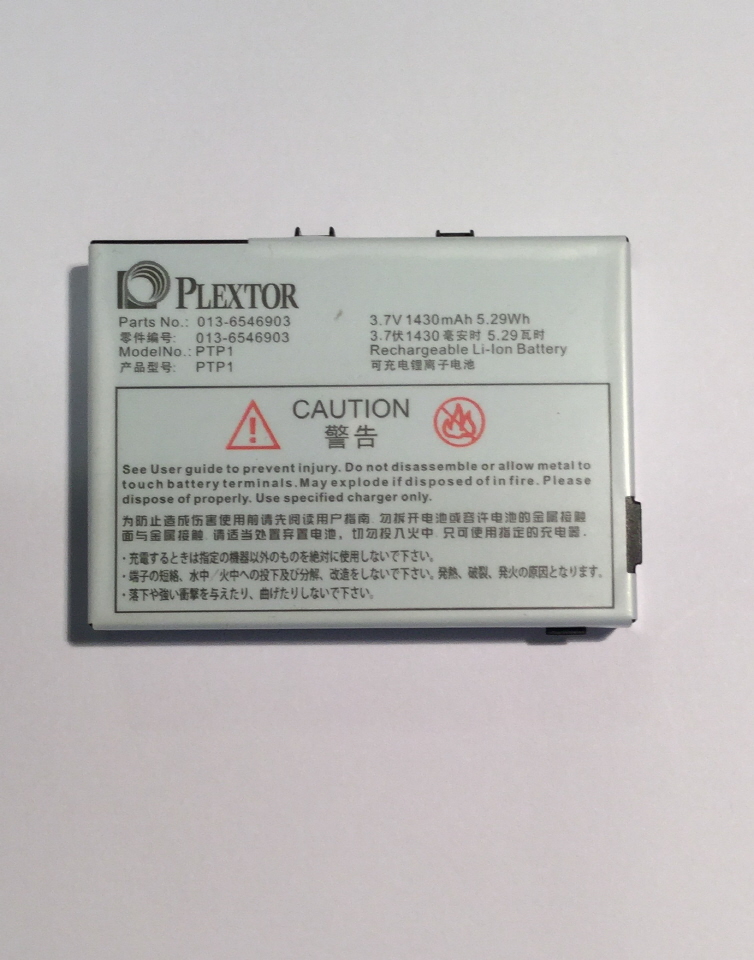 PLEXTOR
Parts No.: 013-6546903
零件编号: 013-6546903
ModelNo.: PTP1
产品型号: PTP1
3.7V 1430mAh 5.29Wh
3.7伏1430 毫安时 5.29 瓦时
Rechargeable Li-Ion Battery
可充电锂离子电池
CAUTION
警告
See User guide to prevent injury. Do not disassemble or allow metal to
touch battery terminals. May explode if disposed of in fire. Please
dispose of properly. Use specified charger only.
为防止造成伤害使用前请先阅读用户指南. 勿拆开电池或容许电池的金属接触
面与金属接触. 请适当处置弃置电池, 切勿投入火中. 只可使用指定的充电器.
・充電するときは指定の機器以外のものを絶対に使用しないで下さい。
・端子の短絡、水中/火中への投下及び分解、改造をしないで下さい。発熱、破裂、発火の原因となります。
・落下や強い衝撃を与えたり、曲げたりしないで下さい。